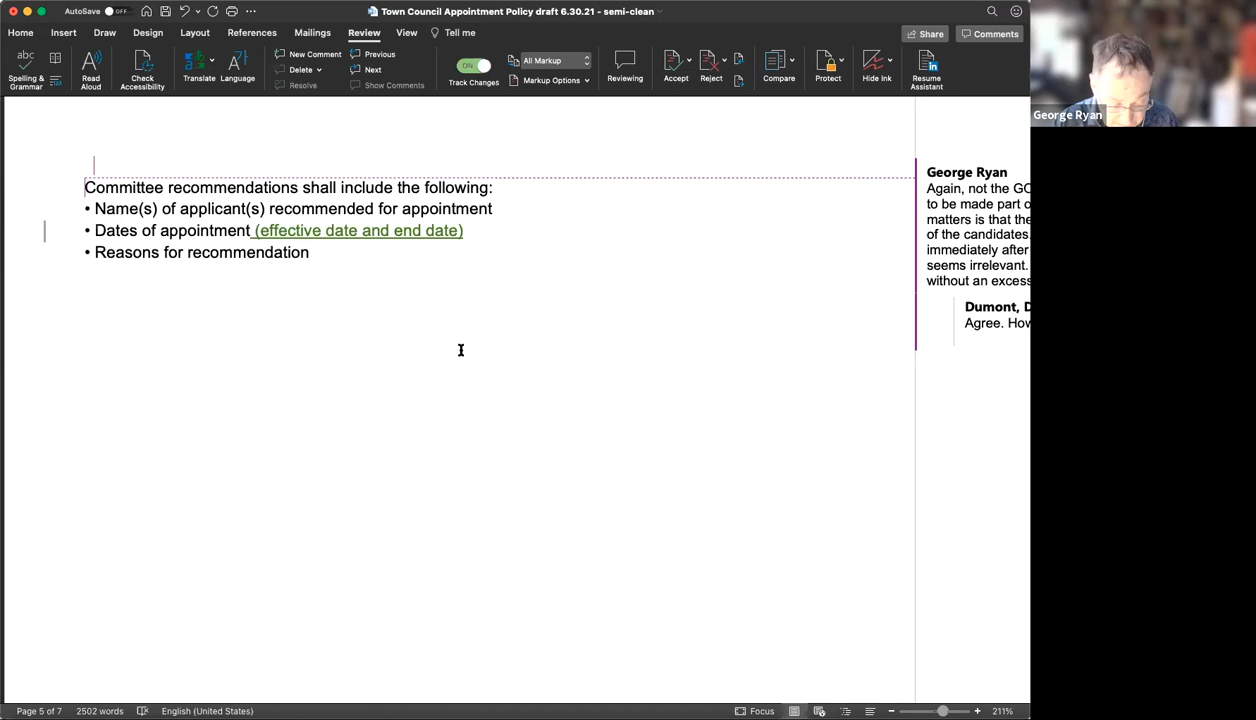 AutoSave OFF
Town Council Appointment Policy draft 6.30.21 - semi-clean
Home Insert Draw Design Layout References Mailings Review View Tell me
Share Comments
abc
Spelling & Grammar
Read Aloud
Check Accessibility
Translate Language
New Comment
Delete
Resolve
Previous
Next
Show Comments
ON
Track Changes
All Markup
Markup Options
Reviewing
Accept Reject
Compare
Protect
Hide Ink
Resume Assistant
George Ryan
Committee recommendations shall include the following:
• Name(s) of applicant(s) recommended for appointment
• Dates of appointment (effective date and end date)
• Reasons for recommendation
George Ryan
Again, not the GO
to be made part o
matters is that the
of the candidates.
immediately after
seems irrelevant.
without an excess
Dumont, D
Agree. How
Page 5 of 7 2502 words English (United States) Focus 211%